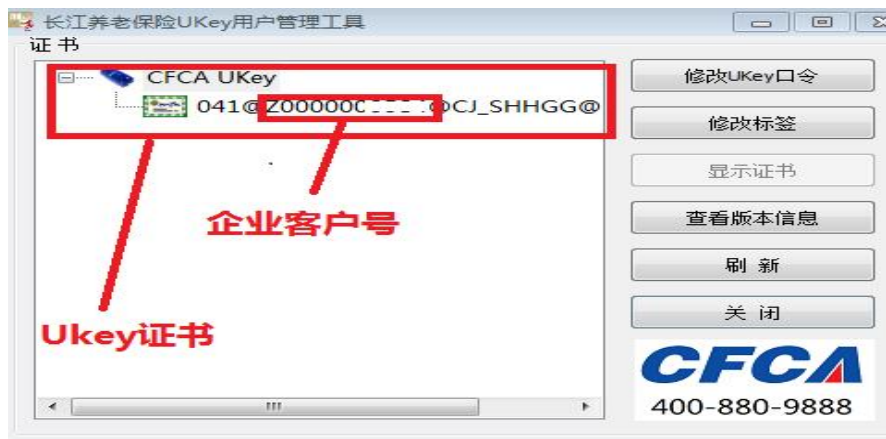 长江养老保险UKey用户管理工具
证书
CFCA UKey
041@Z000000 @CJ_SHHGG@
企业客户号
Ukey证书
修改UKey口令
修改标签
显示证书
查看版本信息
刷 新
关 闭
CFCA
400-880-9888